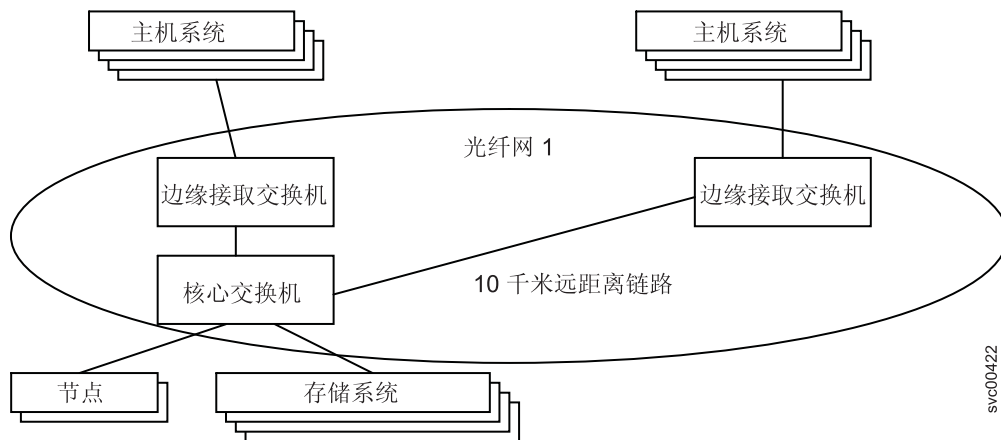 主机系统
主机系统
光纤网 1
边缘接取交换机
边缘接取交换机
核心交换机
10 千米远距离链路
节点
存储系统
svc00422